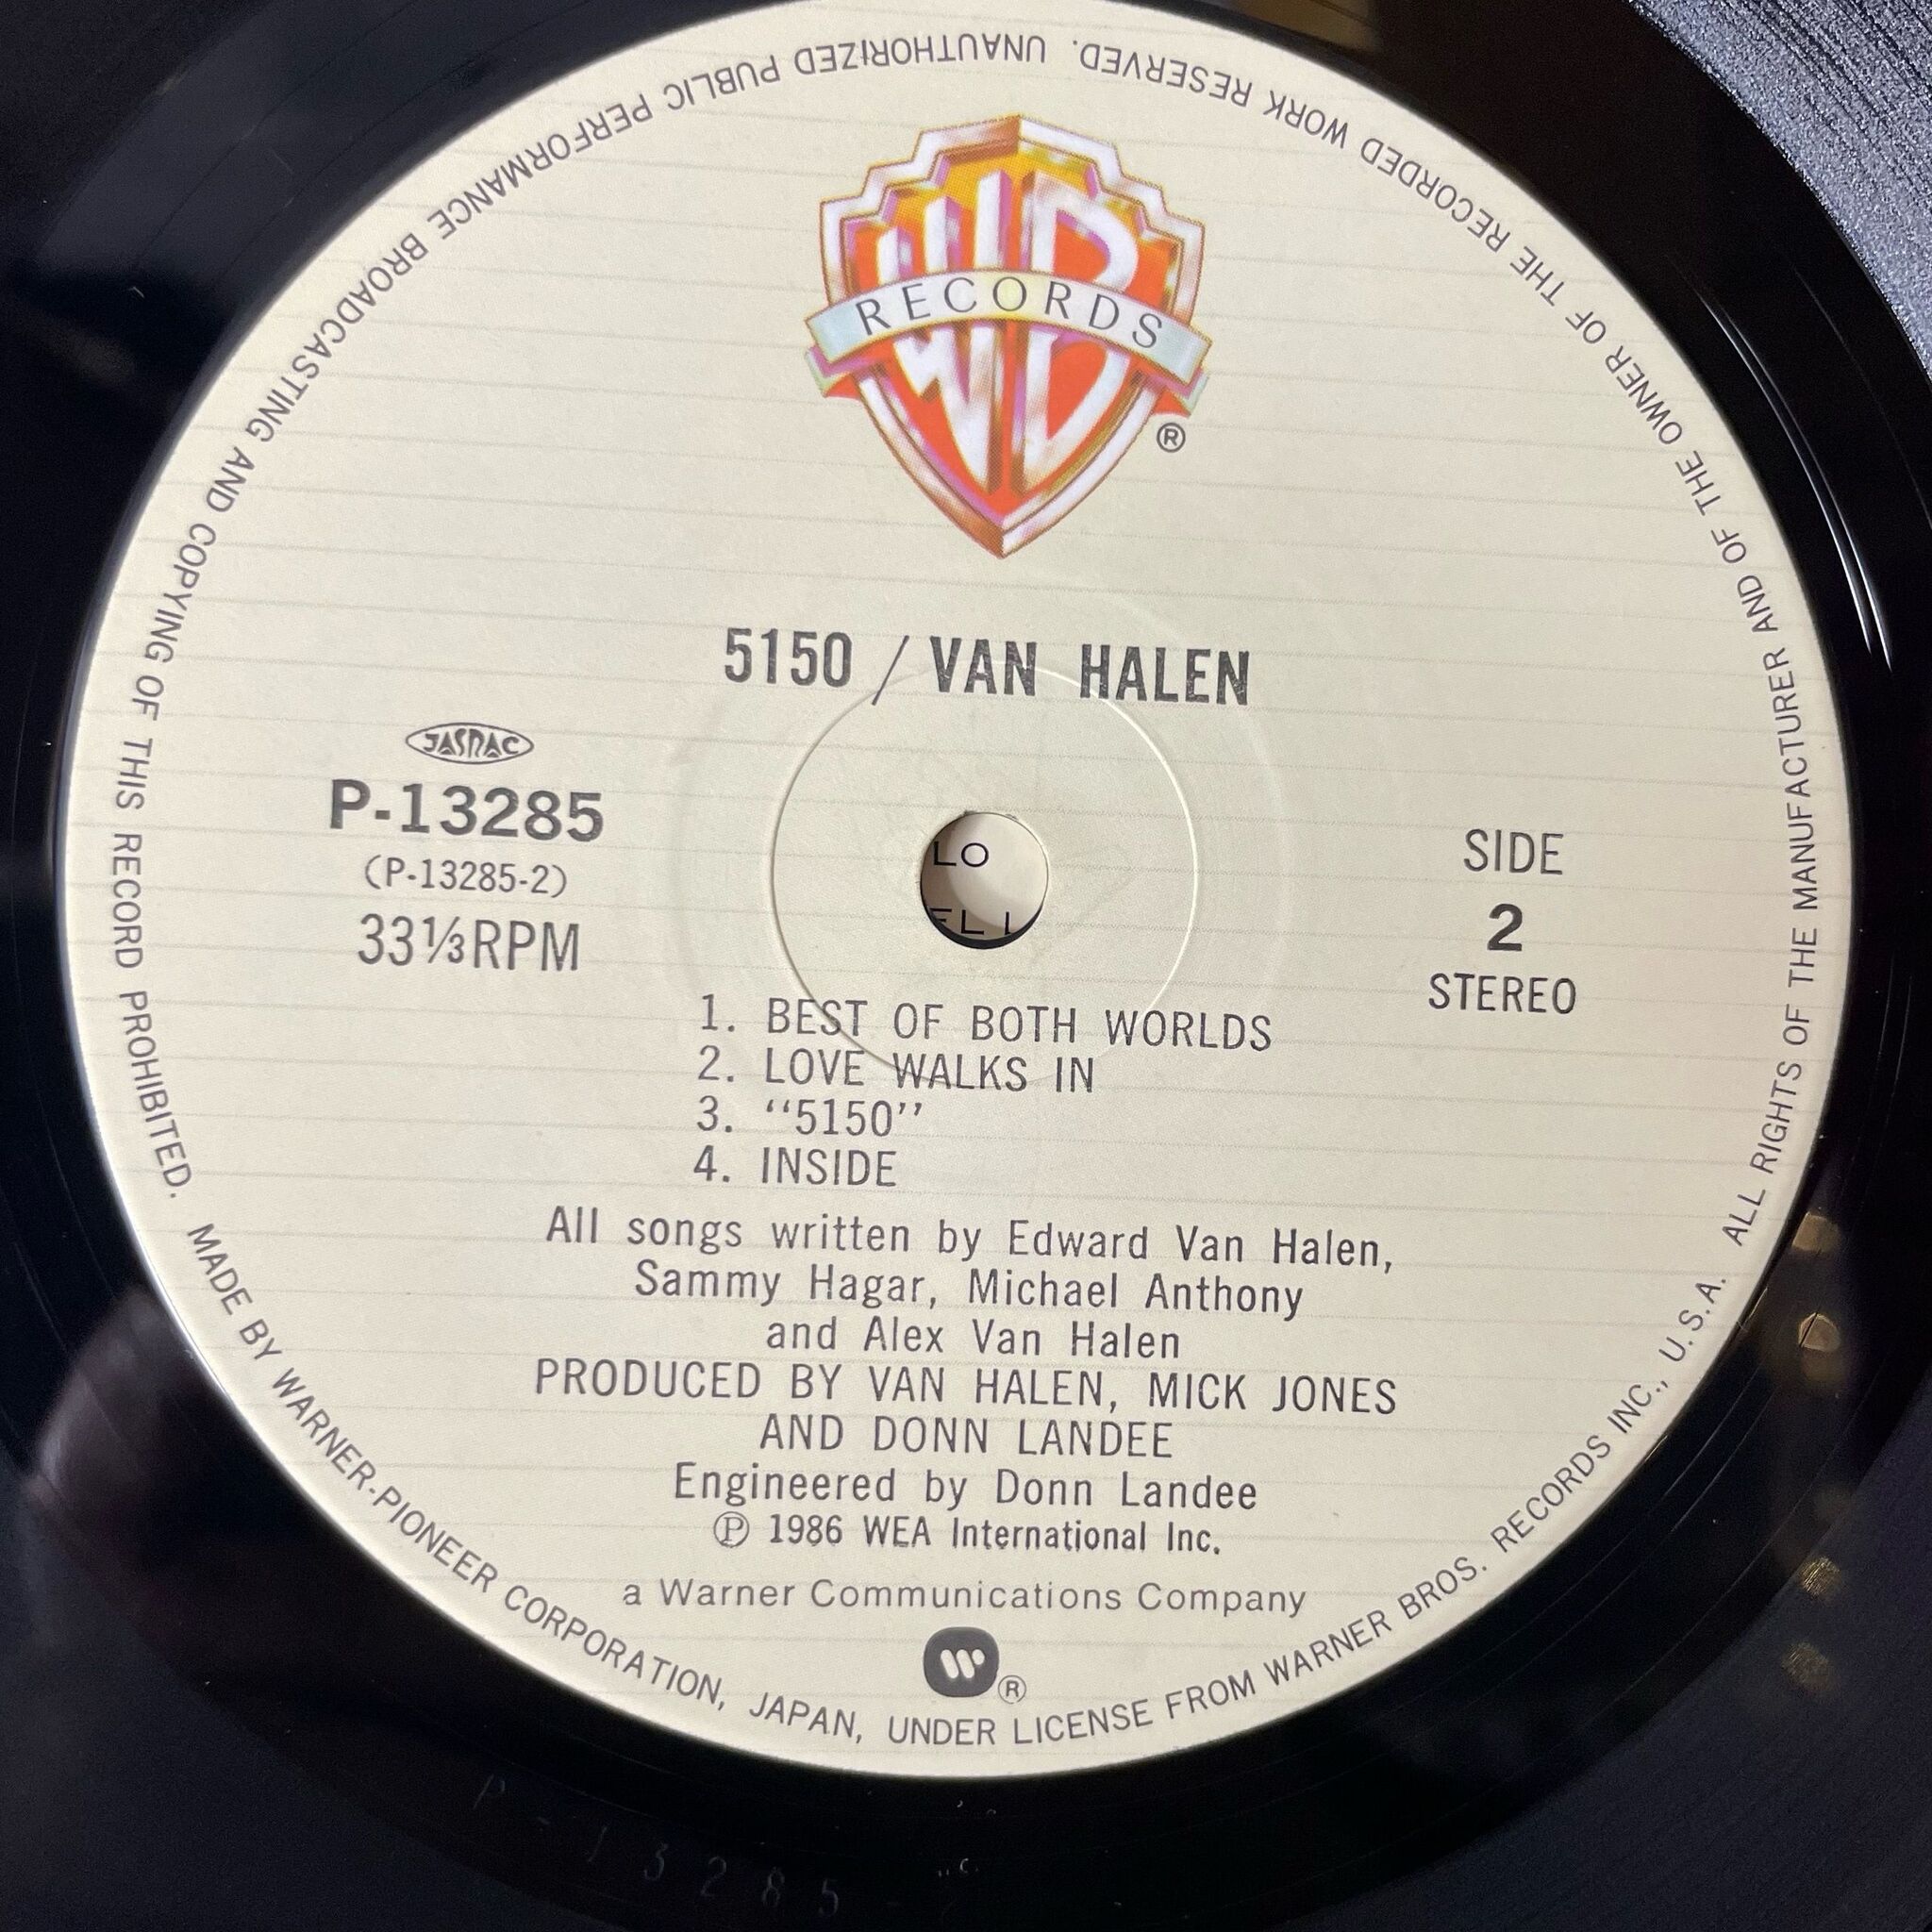 WB
RECORDS
®
5150 / VAN HALEN
JASRAC
P-13285
(P-13285-2)
33⅓RPM
SIDE
2
STEREO
LO
1. BEST OF BOTH WORLDS
2. LOVE WALKS IN
3. “5150”
4. INSIDE
All songs written by Edward Van Halen,
Sammy Hagar, Michael Anthony
and Alex Van Halen
PRODUCED BY VAN HALEN, MICK JONES
AND DONN LANDEE
Engineered by Donn Landee
Ⓟ 1986 WEA International Inc.
a Warner Communications Company
®
MADE BY WARNER-PIONEER CORPORATION, JAPAN, UNDER LICENSE FROM WARNER BROS. RECORDS INC., U.S.A. ALL RIGHTS OF THE MANUFACTURER AND OF THE OWNER OF THE RECORDED WORK RESERVED. UNAUTHORIZED PUBLIC PERFORMANCE BROADCASTING AND COPYING OF THIS RECORD PROHIBITED.
P-13285-